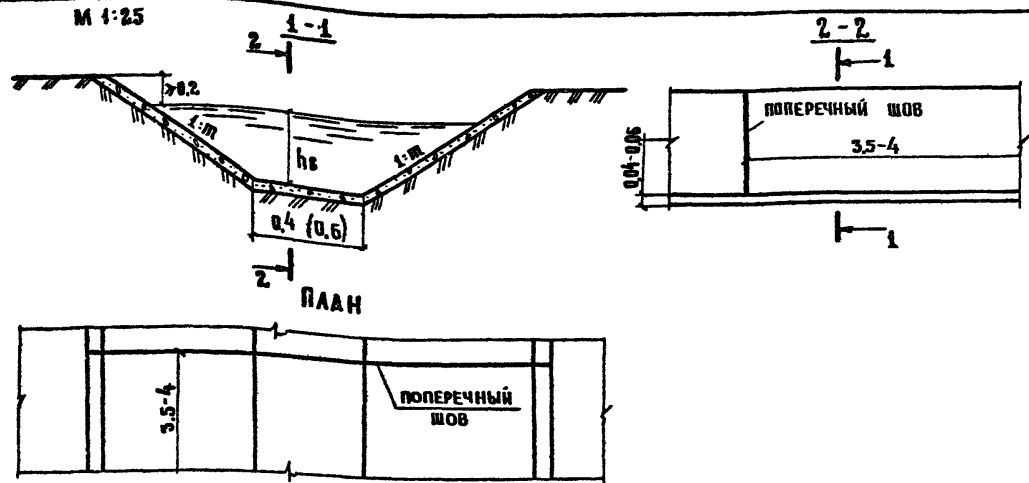 М 1:25
1-1
2
≥0,2
1:m
hв
1:m
0,4 (0,6)
2
2-2
1
ПОПЕРЕЧНЫЙ ШОВ
3,5-4
0,04-0,06
1
ПЛАН
3,5-4
ПОПЕРЕЧНЫЙ
ШОВ